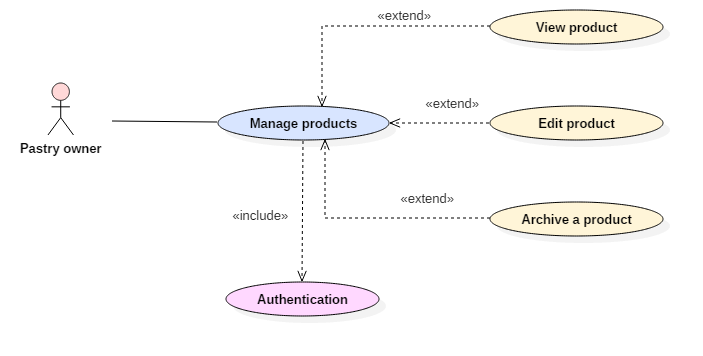 «extend»
View product
«extend»
Manage products
Edit product
Pastry owner
«extend»
«include»
Archive a product
Authentication